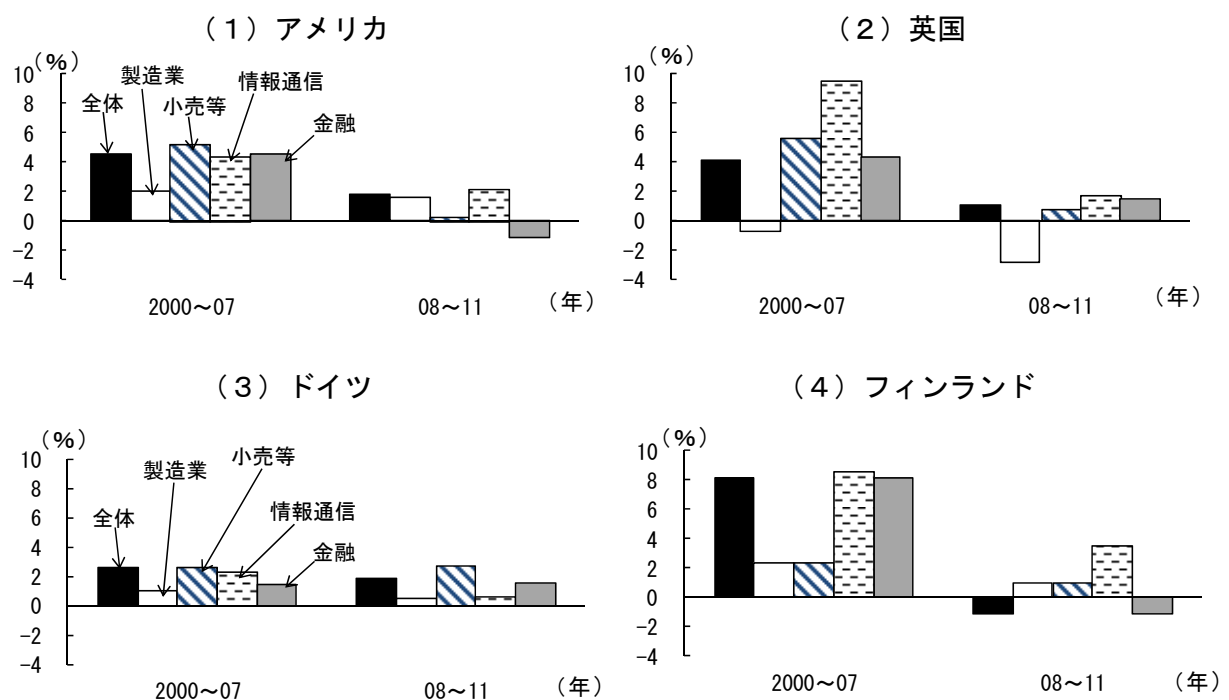 （１）アメリカ
（%）
10
8
6
4
2
0
−2
−4
全体
製造業
小売等
情報通信
金融
2000～07
08～11
（年）
（２）英国
（%）
10
8
6
4
2
0
−2
−4
2000～07
08～11
（年）
（３）ドイツ
（%）
10
8
6
4
2
0
−2
−4
全体
製造業
小売等
情報通信
金融
2000～07
08～11
（年）
（４）フィンランド
（%）
10
8
6
4
2
0
−2
−4
2000～07
08～11
（年）